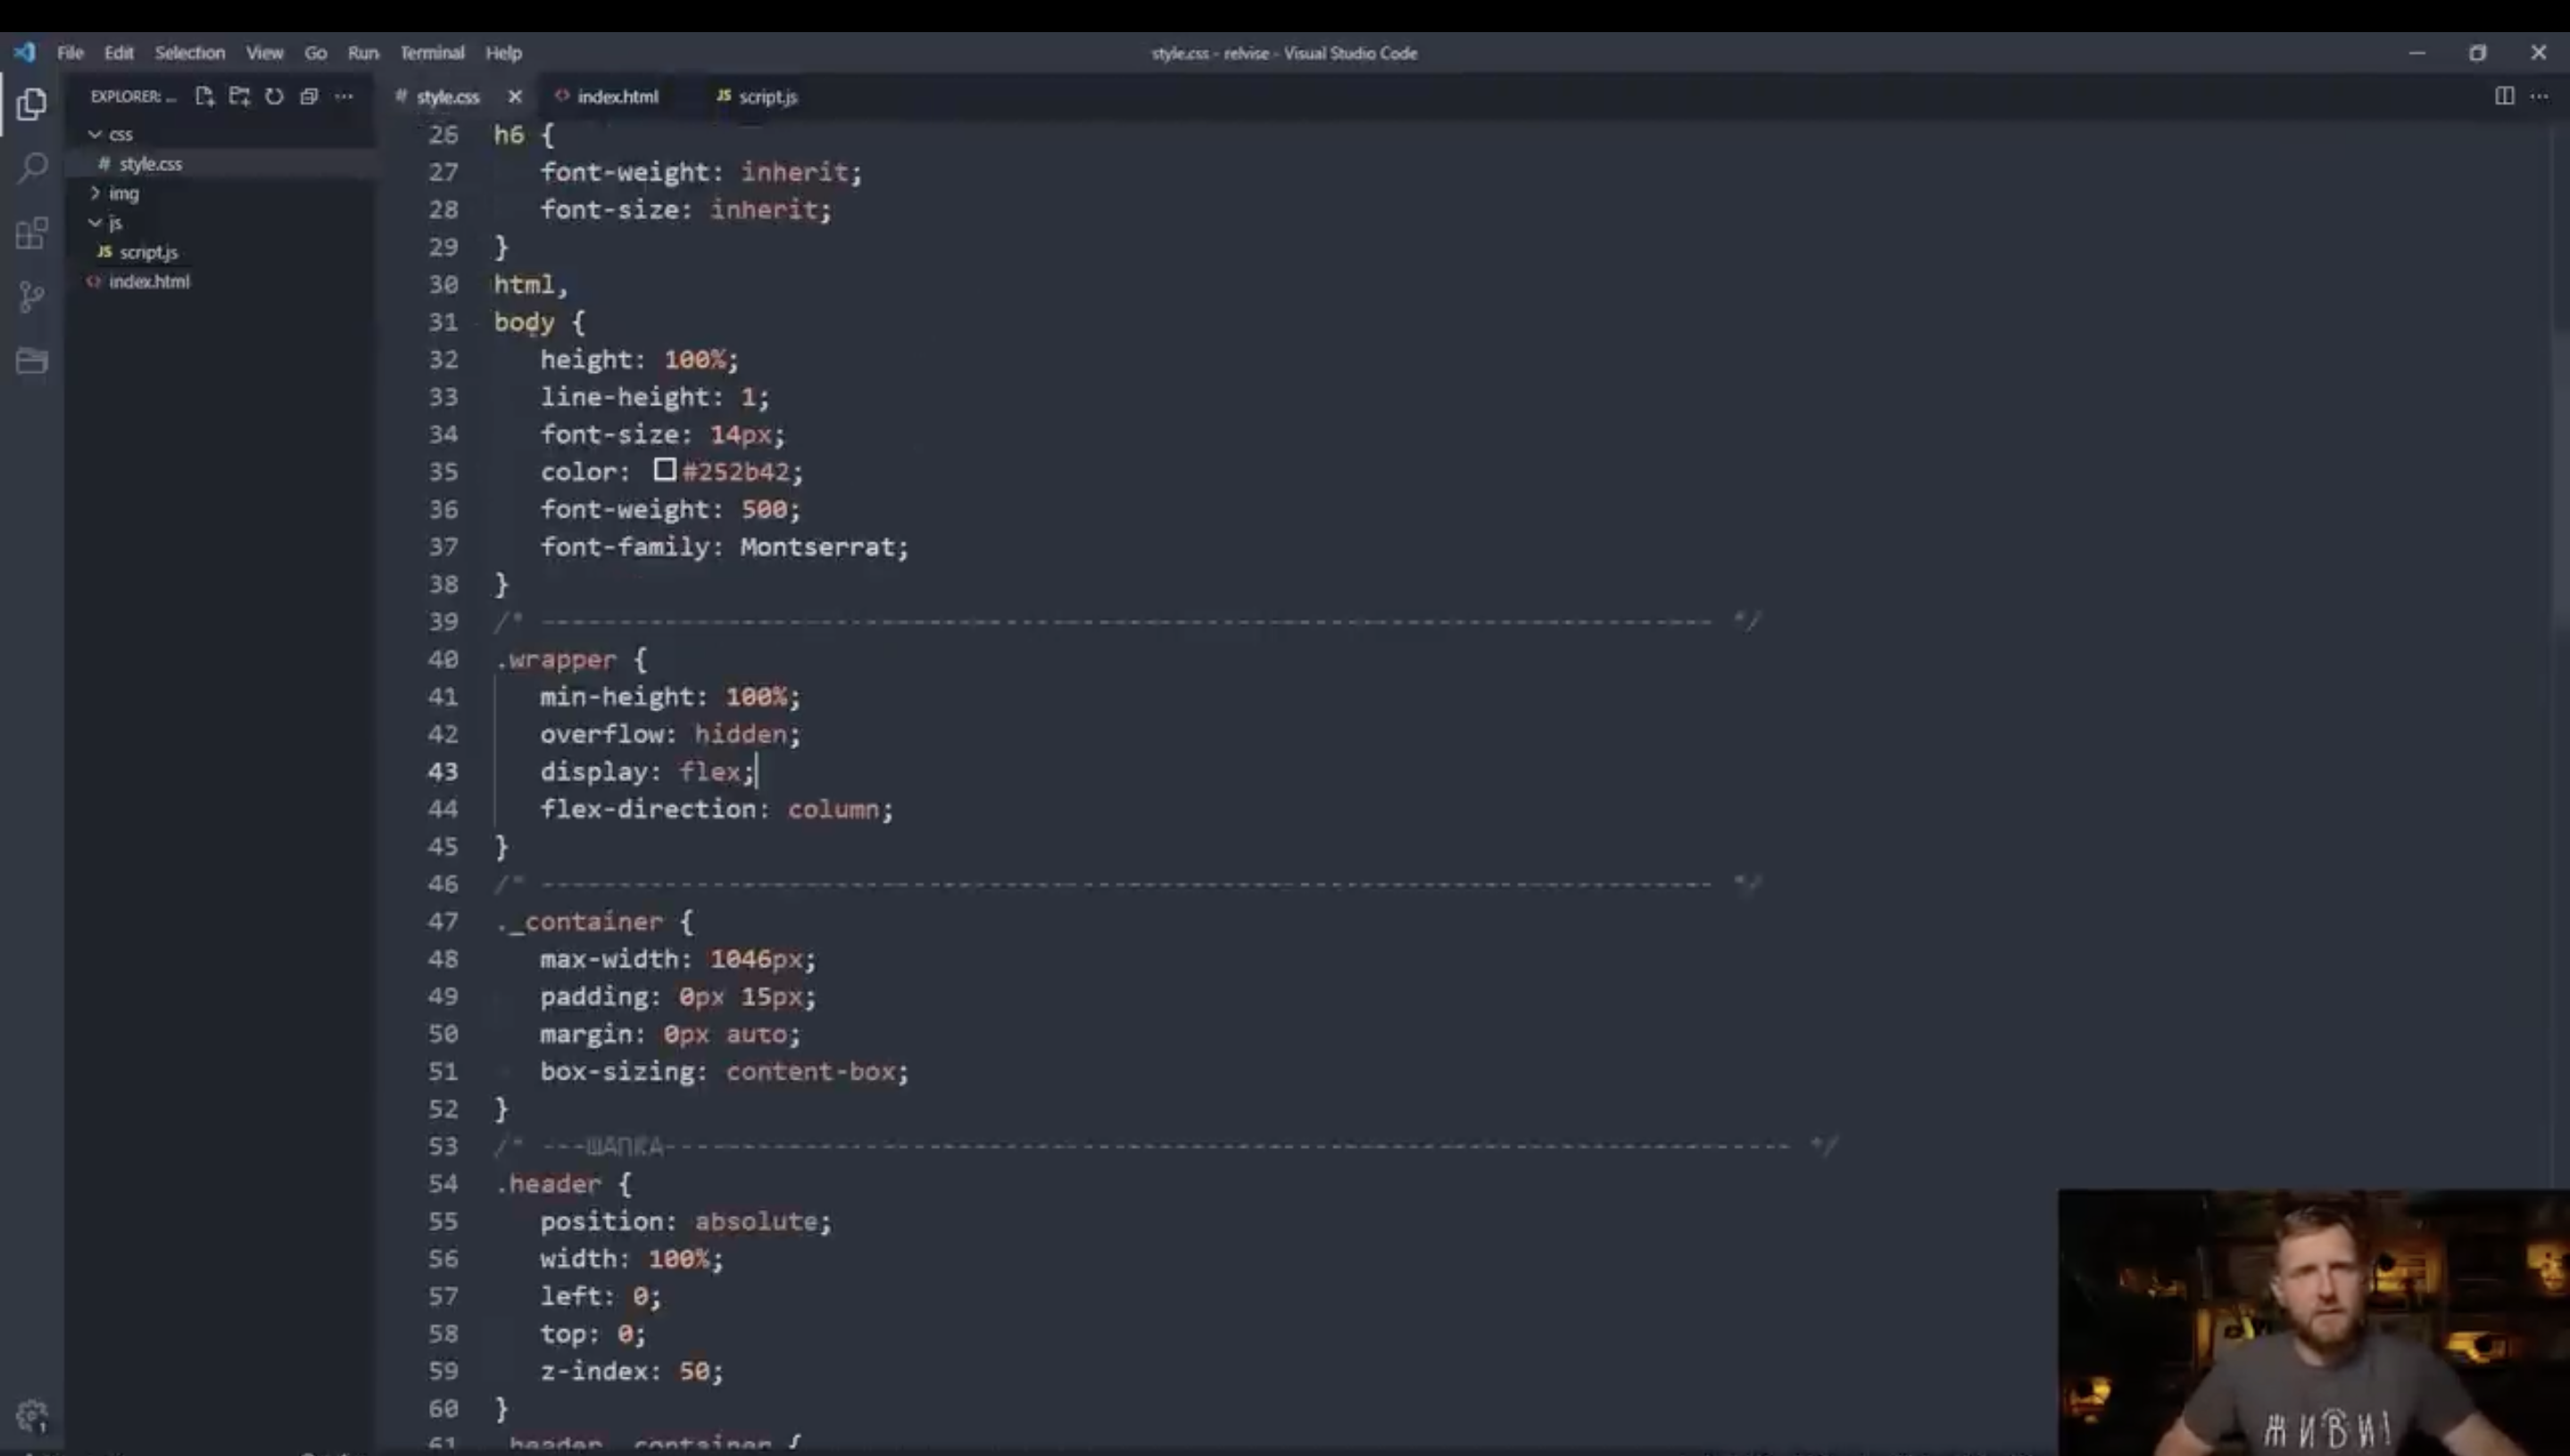 File Edit Selection View Go Run Terminal Help
style.css - relvise - Visual Studio Code
EXPLORER: ...
css
# style.css
img
js
JS script.js
<> index.html
# style.css
<> index.html
JS script.js
26 h6 {
27 font-weight: inherit;
28 font-size: inherit;
29 }
30 html,
31 body {
32 height: 100%;
33 line-height: 1;
34 font-size: 14px;
35 color: #252b42;
36 font-weight: 500;
37 font-family: Montserrat;
38 }
39 /* ---------------------------------------------------------------------------- */
40 .wrapper {
41 min-height: 100%;
42 overflow: hidden;
43 display: flex;
44 flex-direction: column;
45 }
46 /* ---------------------------------------------------------------------------- */
47 ._container {
48 max-width: 1046px;
49 padding: 0px 15px;
50 margin: 0px auto;
51 box-sizing: content-box;
52 }
53 /* ---ШАПКА------------------------------------------------------------------------- */
54 .header {
55 position: absolute;
56 width: 100%;
57 left: 0;
58 top: 0;
59 z-index: 50;
60 }
61 .header__container {
1
ЖИВИ!